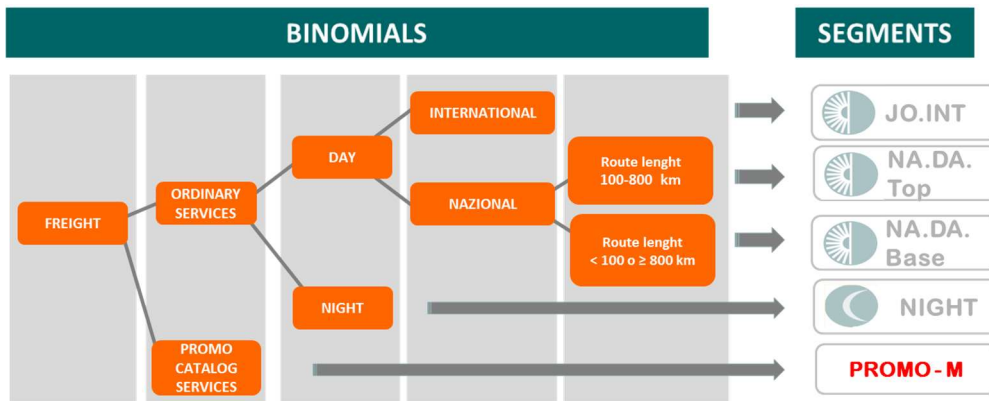 BINOMIALS
SEGMENTS
FREIGHT
ORDINARY
SERVICES
PROMO
CATALOG
SERVICES
DAY
NIGHT
INTERNATIONAL
NAZIONAL
Route lenght
100-800 km
Route lenght
< 100 o ≥ 800 km
JO.INT
NA.DA.
Top
NA.DA.
Base
NIGHT
PROMO - M